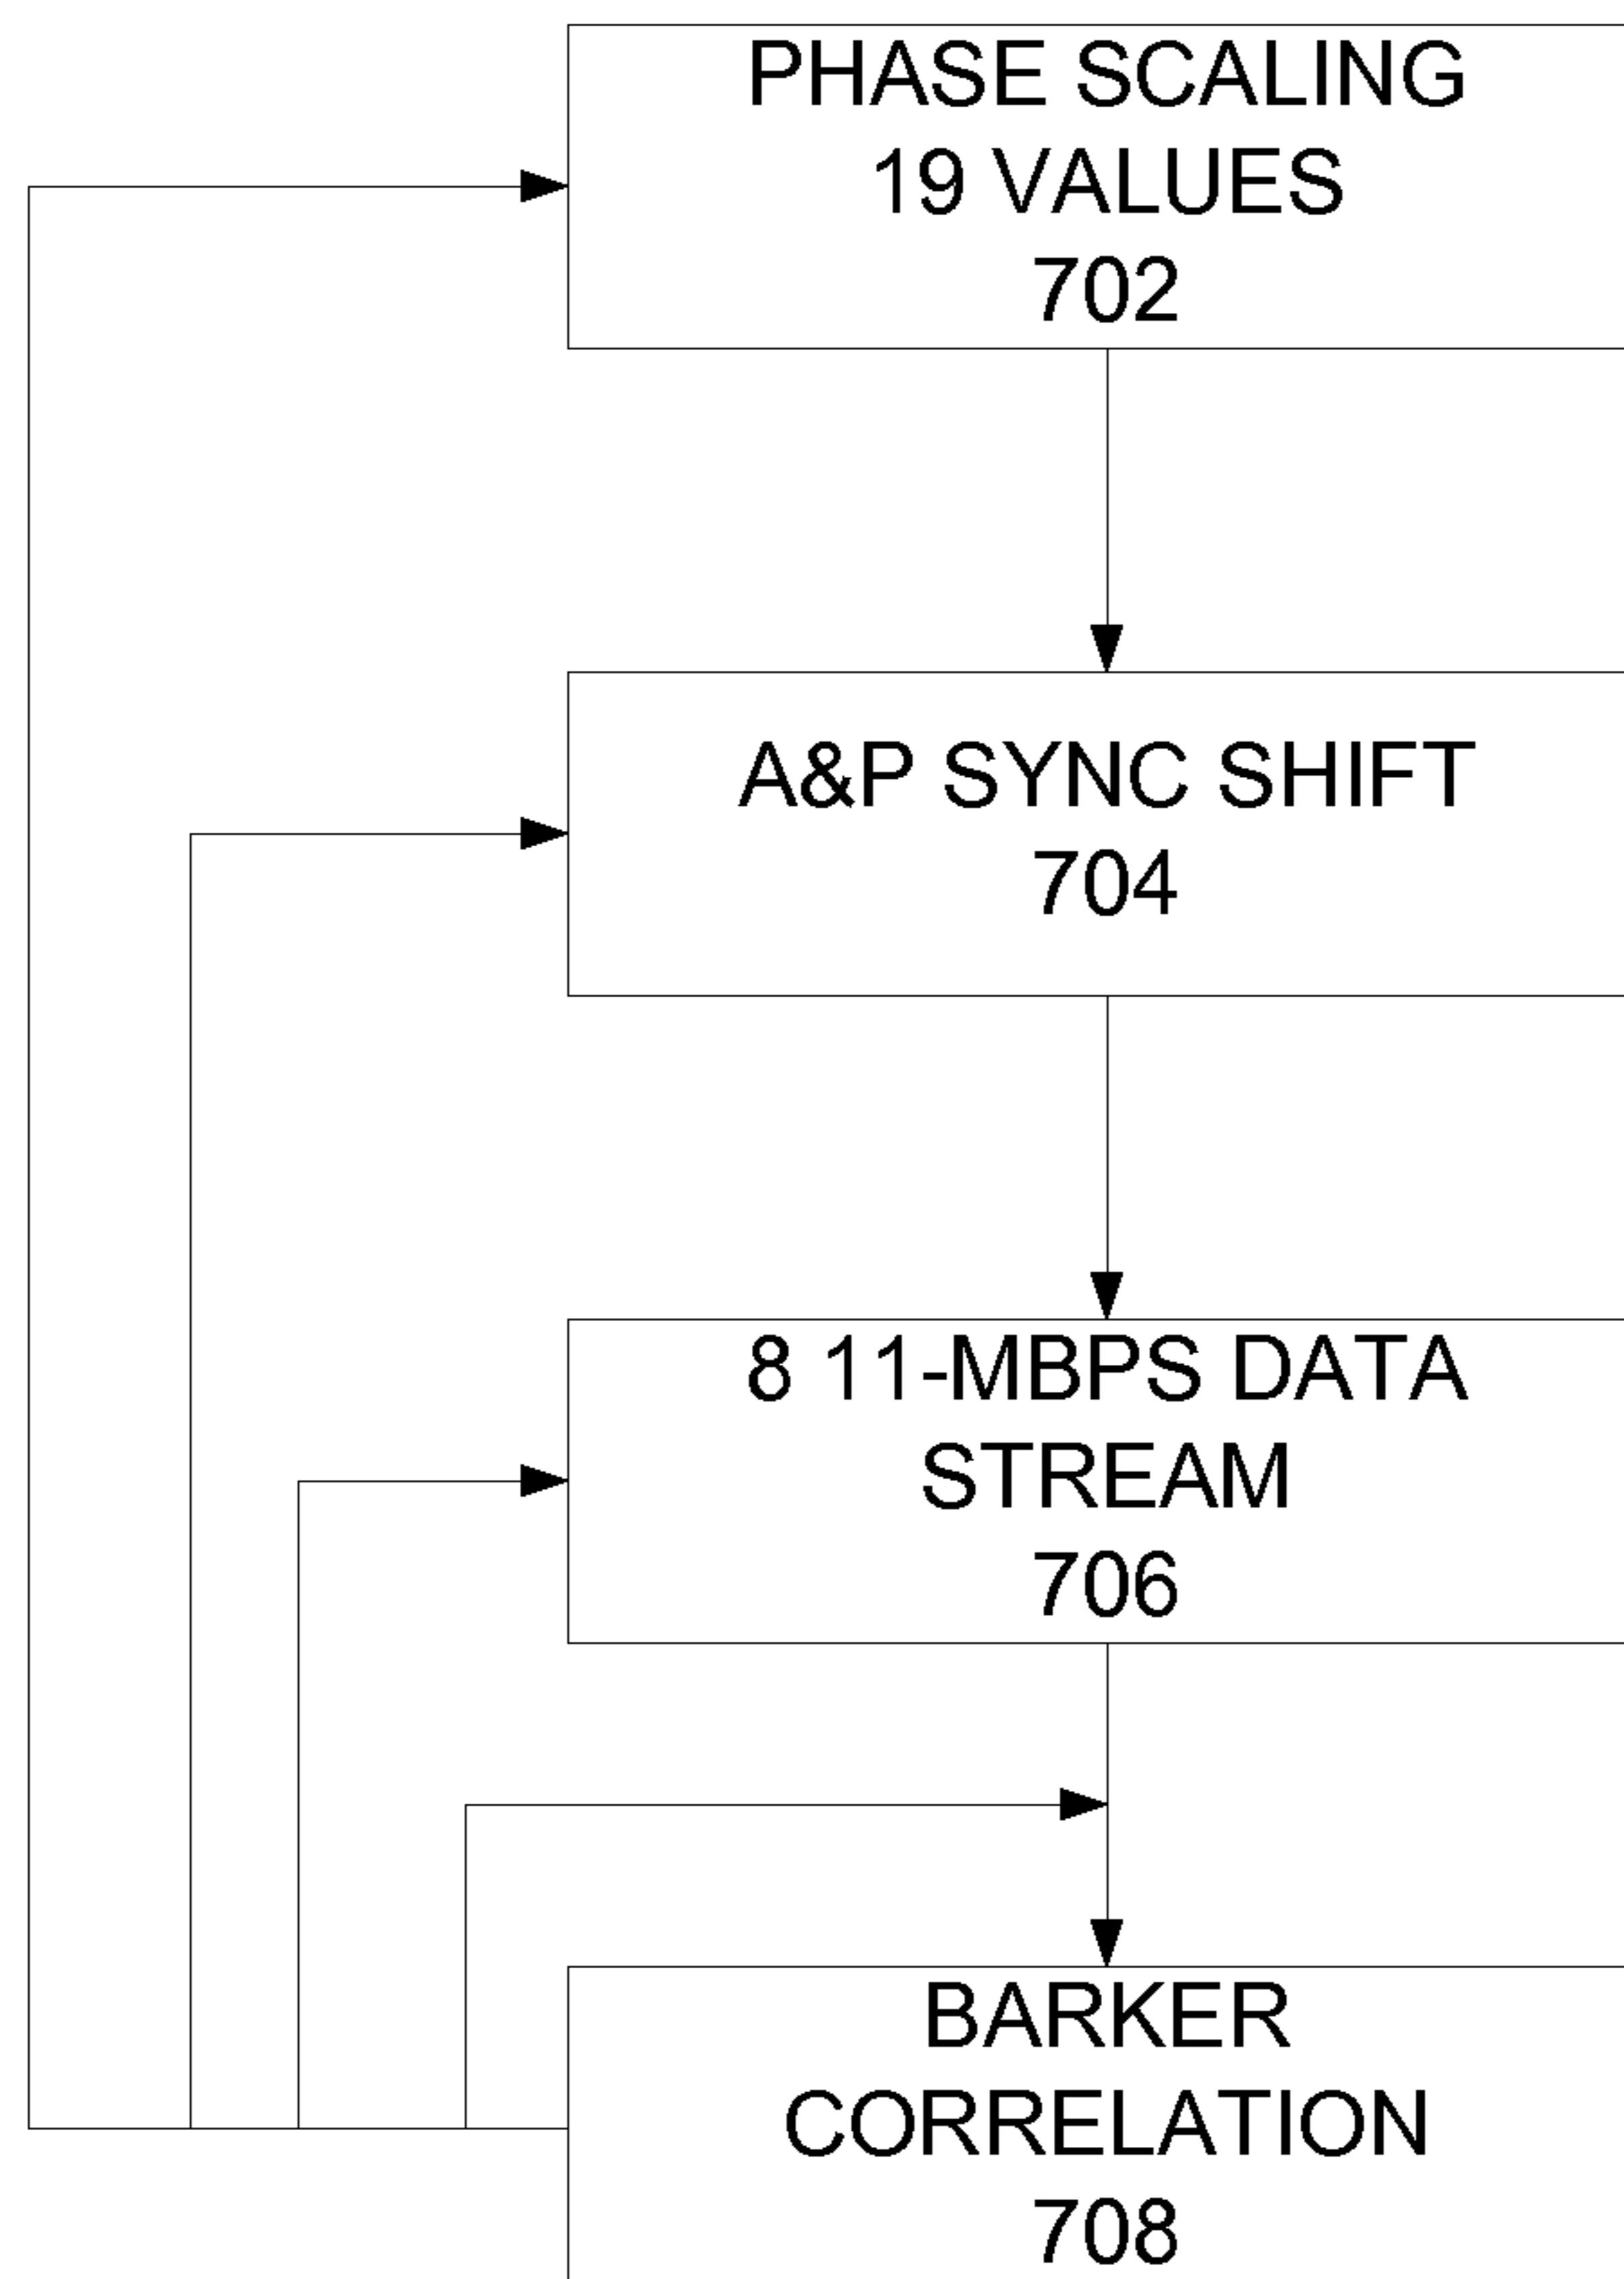 PHASE SCALING
19 VALUES
702
A&P SYNC SHIFT
704
8 11-MBPS DATA
STREAM
706
BARKER
CORRELATION
708